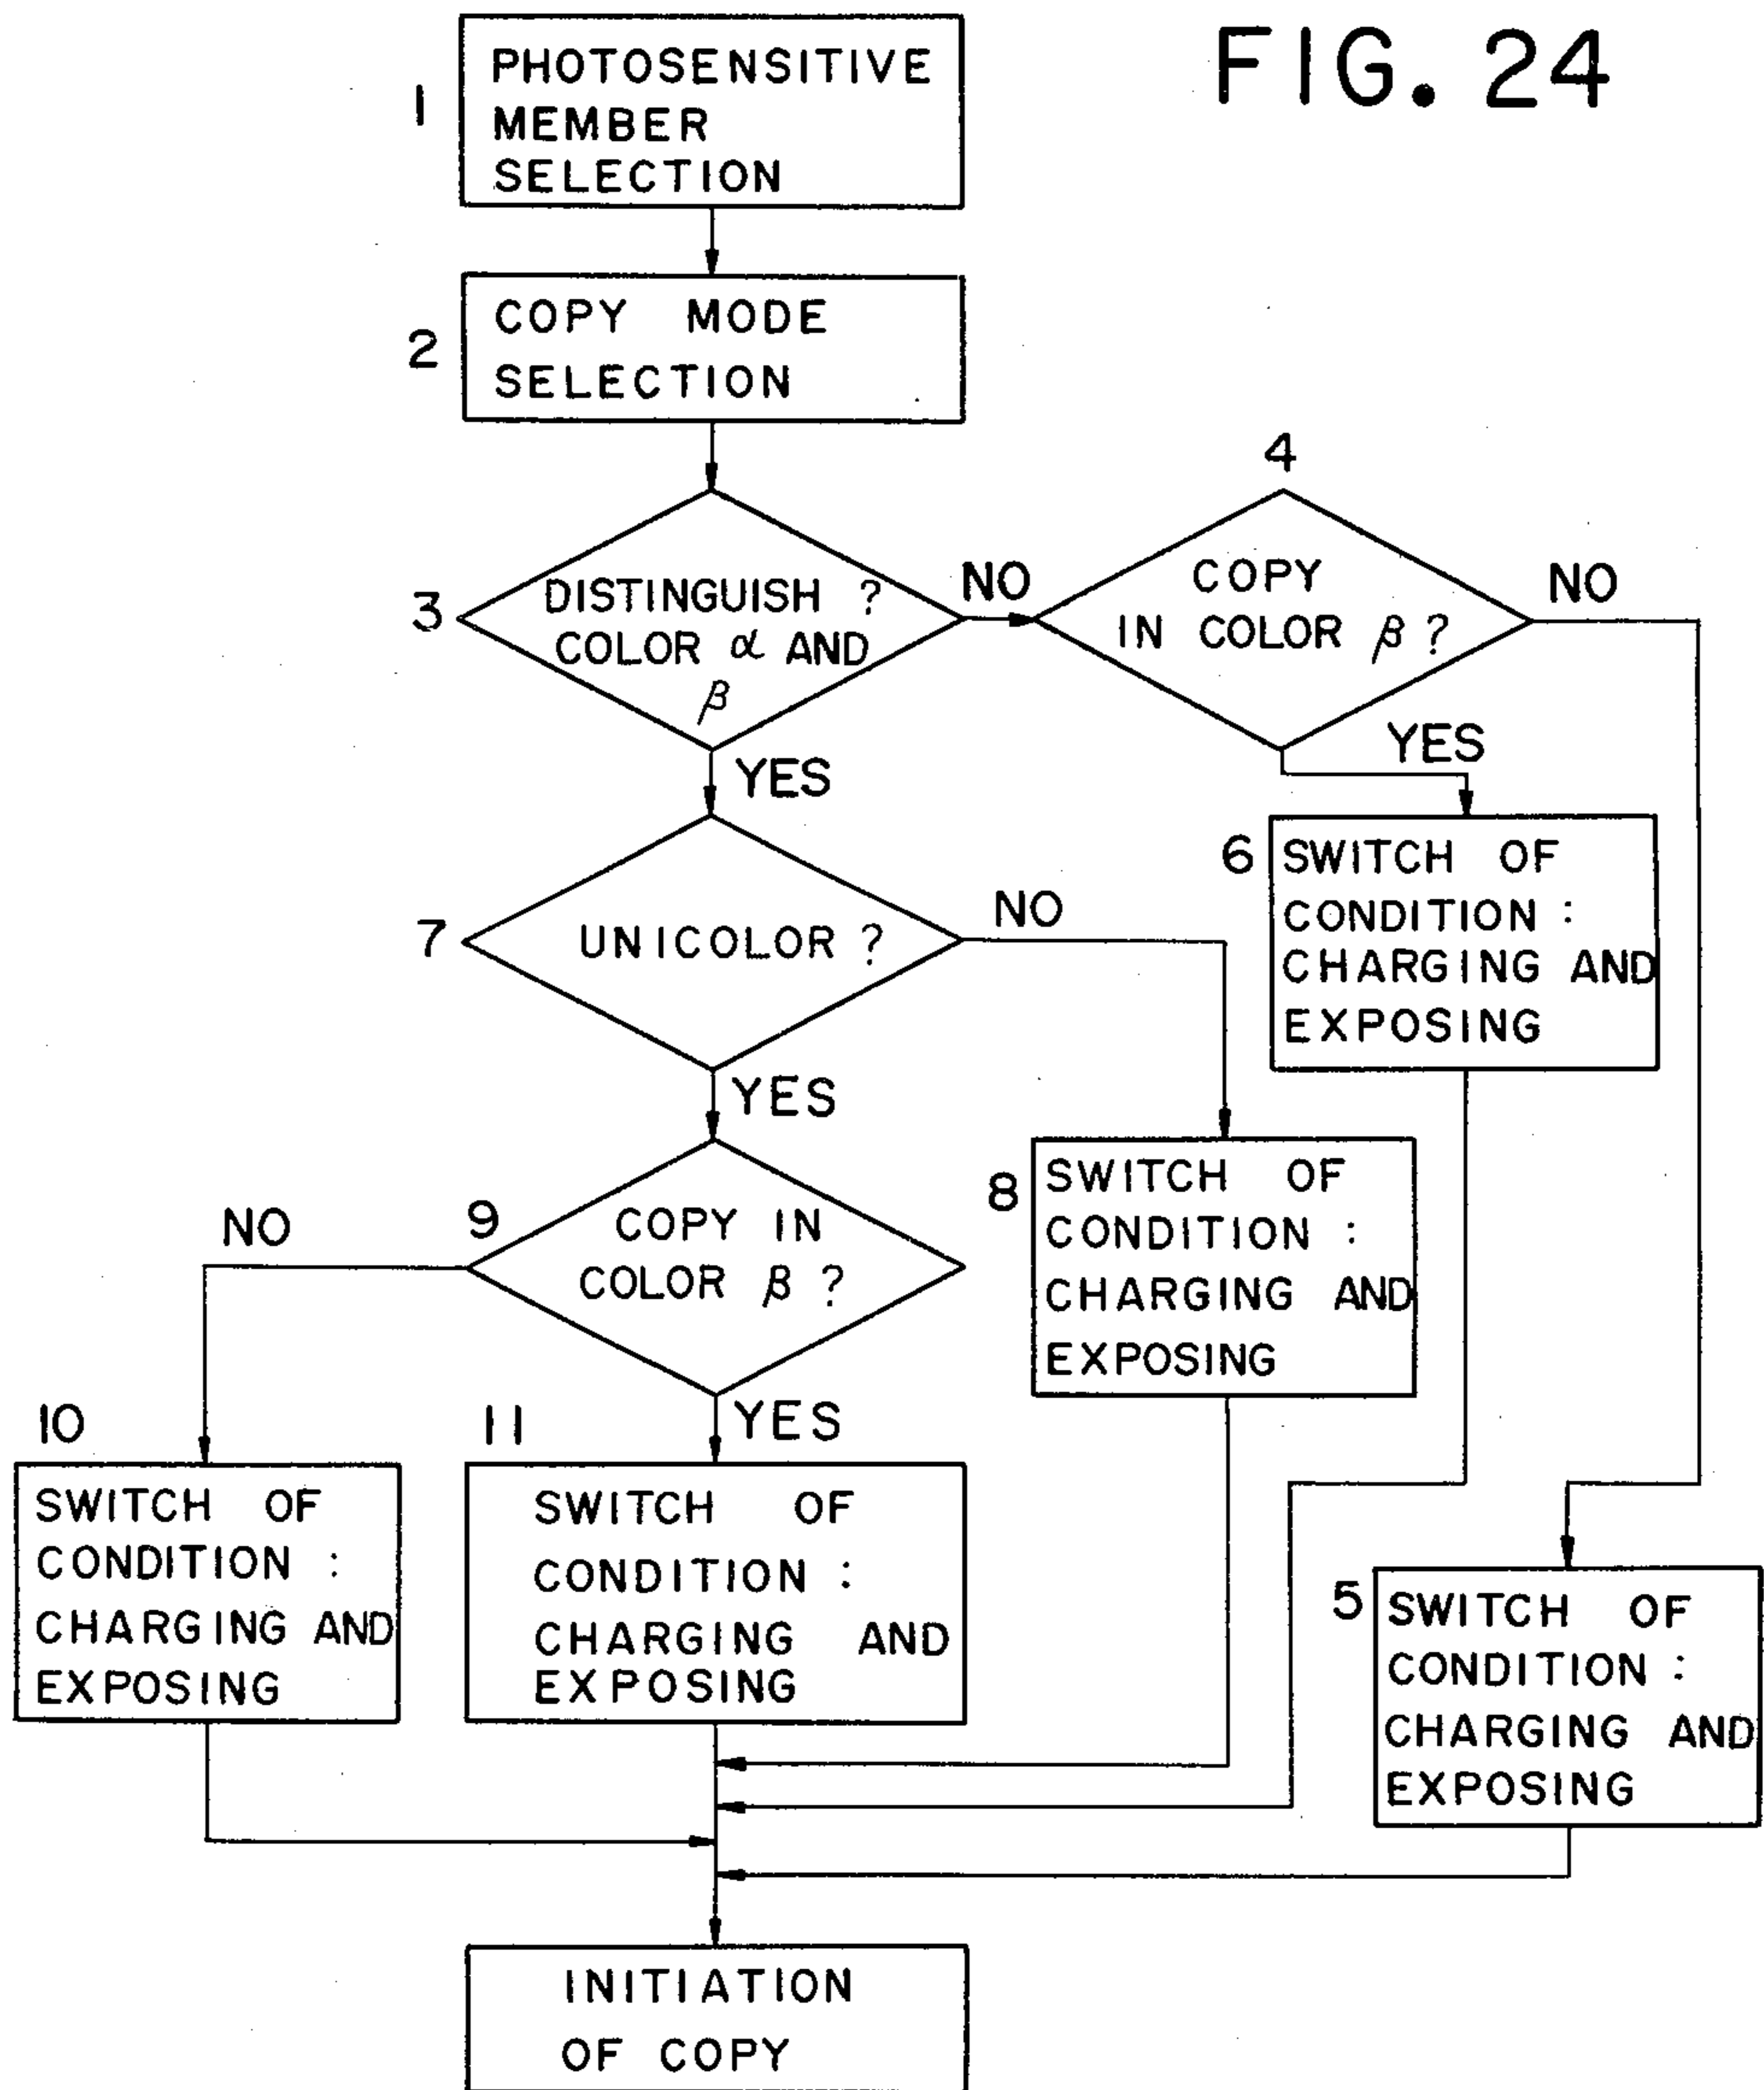 FIG. 24
1
PHOTOSENSITIVE
MEMBER
SELECTION
2
COPY MODE
SELECTION
3
DISTINGUISH ?
COLOR α AND
β
NO
YES
4
COPY
IN COLOR β ?
NO
YES
6
SWITCH OF
CONDITION :
CHARGING AND
EXPOSING
7
UNICOLOR ?
NO
YES
8
SWITCH OF
CONDITION :
CHARGING AND
EXPOSING
9
COPY IN
COLOR β ?
NO
YES
10
SWITCH OF
CONDITION :
CHARGING AND
EXPOSING
11
SWITCH OF
CONDITION :
CHARGING AND
EXPOSING
5
SWITCH OF
CONDITION :
CHARGING AND
EXPOSING
INITIATION
OF COPY